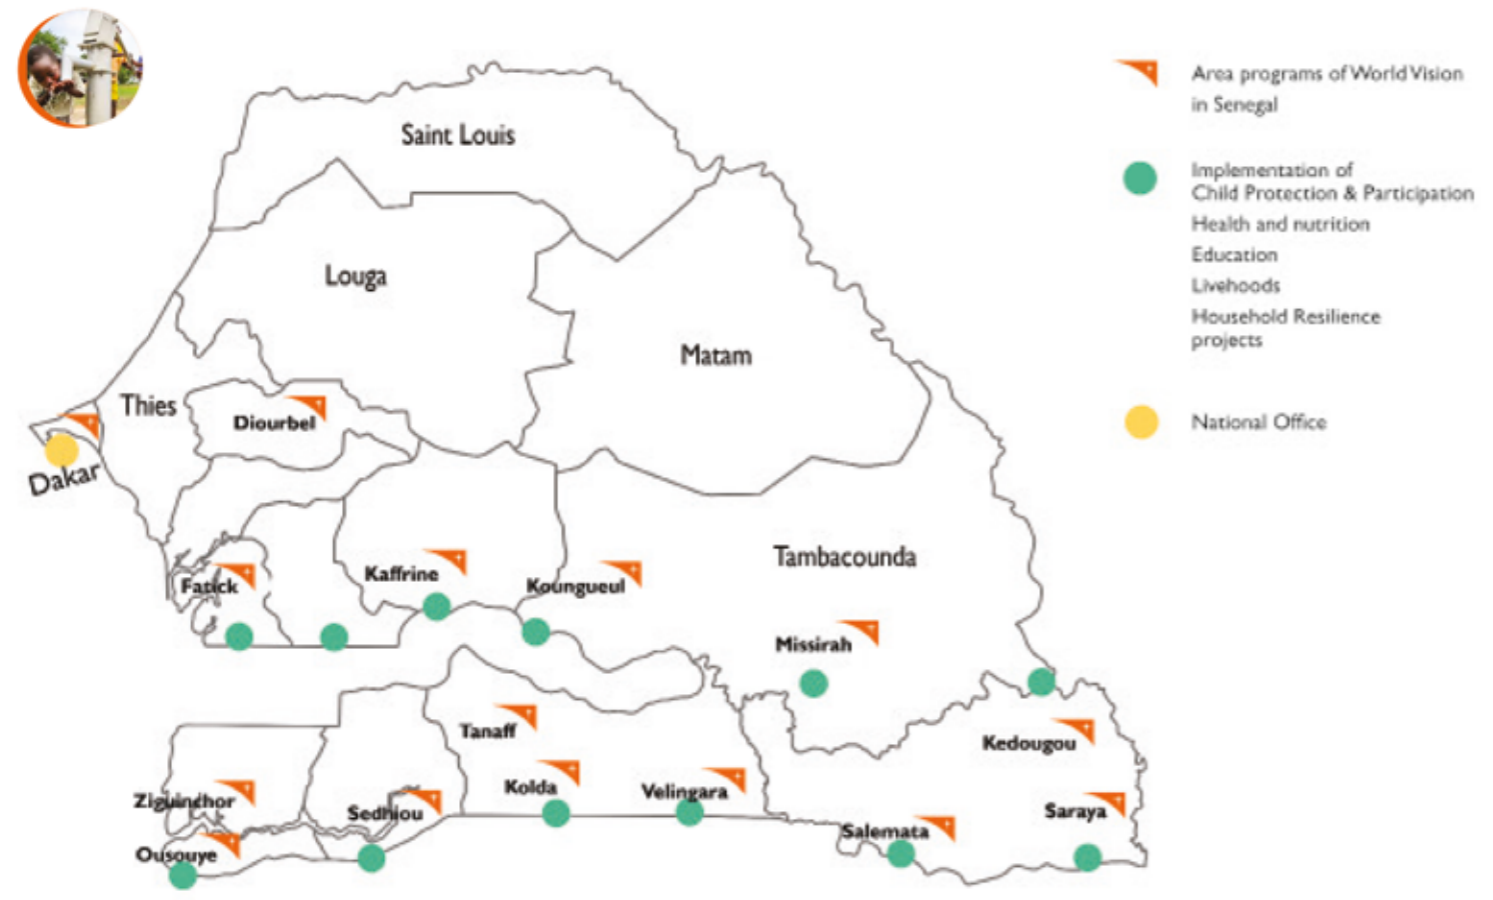 Saint Louis
Louga
Matam
Thies
Diourbel
Dakar
Tambacounda
Kaffrine
Koungueul
Fatick
Missirah
Tanaff
Kedougou
Kolda
Velingara
Ziguinchor
Sedhiou
Saraya
Salemata
Ousouye
Area programs of World Vision
in Senegal
Implementation of
Child Protection & Participation
Health and nutrition
Education
Livehoods
Household Resilience
projects
National Office